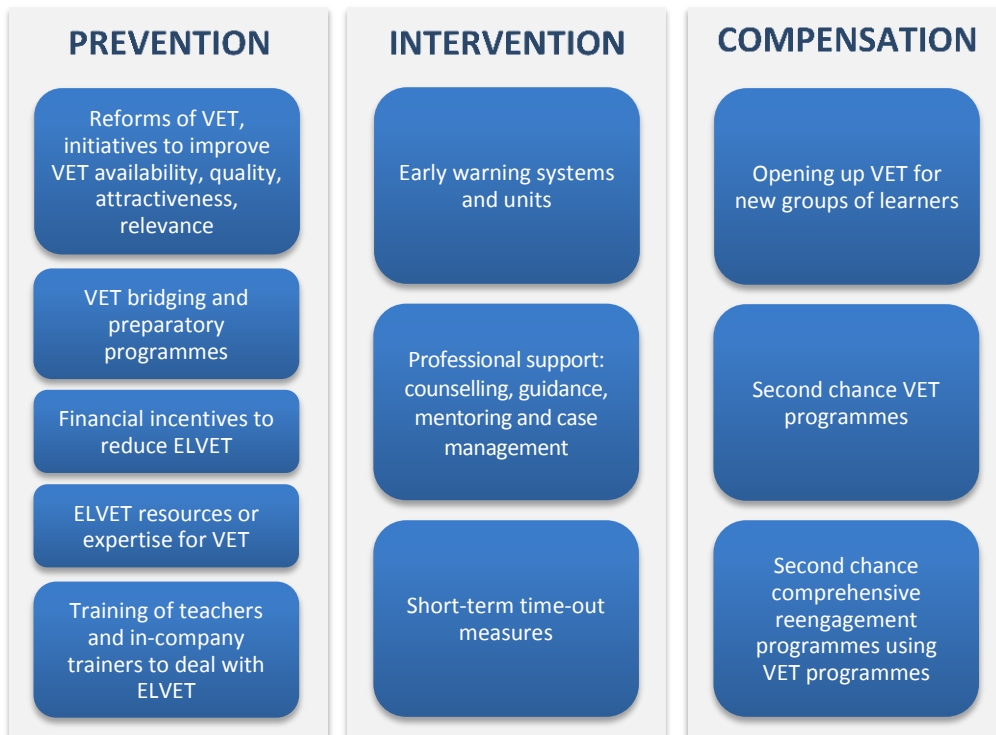 PREVENTION
Reforms of VET,
initiatives to improve
VET availability, quality,
attractiveness,
relevance
VET bridging and
preparatory
programmes
Financial incentives to
reduce ELVET
ELVET resources or
expertise for VET
Training of teachers
and in-company
trainers to deal with
ELVET
INTERVENTION
Early warning systems
and units
Professional support:
counselling, guidance,
mentoring and case
management
Short-term time-out
measures
COMPENSATION
Opening up VET for
new groups of learners
Second chance VET
programmes
Second chance
comprehensive
reengagement
programmes using
VET programmes